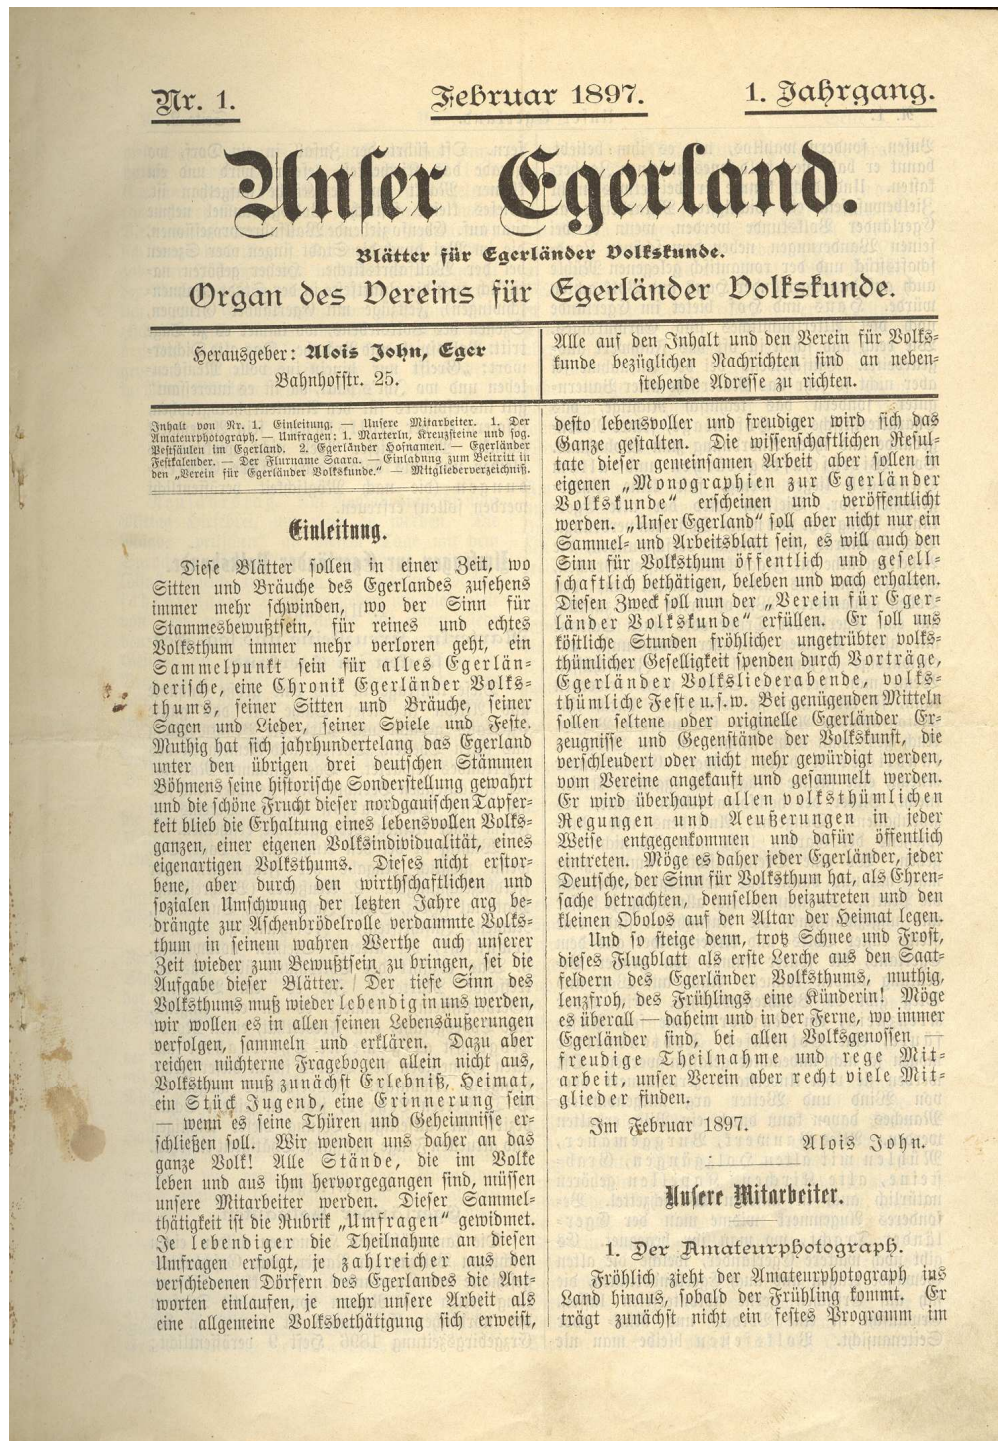 Nr. 1.
Februar 1897.
1. Jahrgang.
Unser Egerland.
Blätter für Egerländer Volkskunde.
Organ des Vereins für Egerländer Volkskunde.
Herausgeber: Alois John, Eger
Bahnhofstr. 25.
Alle auf den Inhalt und den Verein für Volks-
kunde bezüglichen Nachrichten sind an neben-
stehende Adresse zu richten.
Inhalt von Nr. 1. Einleitung. — Unsere Mitarbeiter. 1. Der
Amateurphotograph. — Umfragen: 1. Marterln, Kreuzsteine und sog.
Pestsäulen im Egerland. 2. Egerländer Hofnamen. — Egerländer
Festkalender. — Der Flurname Saara. — Einladung zum Beitritt in
den „Verein für Egerländer Volkskunde.“ — Mitgliederverzeichniß.
Einleitung.
Diese Blätter sollen in einer Zeit, wo
Sitten und Bräuche des Egerlandes zusehens
immer mehr schwinden, wo der Sinn für
Stammesbewußtsein, für reines und echtes
Volksthum immer mehr verloren geht, ein
Sammelpunkt sein für alles Egerlän-
derische, eine Chronik Egerländer Volks-
thums, seiner Sitten und Bräuche, seiner
Sagen und Lieder, seiner Spiele und Feste.
Muthig hat sich jahrhundertelang das Egerland
unter den übrigen drei deutschen Stämmen
Böhmens seine historische Sonderstellung gewahrt
und die schöne Frucht dieser nordgauischen Tapfer-
keit blieb die Erhaltung eines lebensvollen Volks-
ganzen, einer eigenen Volksindividualität, eines
eigenartigen Volksthums. Dieses nicht erstor-
bene, aber durch den wirthschaftlichen und
sozialen Umschwung der letzten Jahre arg be-
drängte zur Aschenbrödelrolle verdammte Volks-
thum in seinem wahren Werthe auch unserer
Zeit wieder zum Bewußtsein zu bringen, sei die
Aufgabe dieser Blätter. Der tiefe Sinn des
Volksthums muß wieder lebendig in uns werden,
wir wollen es in allen seinen Lebensäußerungen
verfolgen, sammeln und erklären. Dazu aber
reichen nüchterne Fragebogen allein nicht aus,
Volksthum muß zunächst Erlebniß, Heimat,
ein Stück Jugend, eine Erinnerung sein
— wenn es seine Thüren und Geheimnisse er-
schließen soll. Wir wenden uns daher an das
ganze Volk! Alle Stände, die im Volke
leben und aus ihm hervorgegangen sind, müssen
unsere Mitarbeiter werden. Dieser Sammel-
thätigkeit ist die Rubrik „Umfragen“ gewidmet.
Je lebendiger die Theilnahme an diesen
Umfragen erfolgt, je zahlreicher aus den
verschiedenen Dörfern des Egerlandes die Ant-
worten einlaufen, je mehr unsere Arbeit als
eine allgemeine Volksbethätigung sich erweist,
desto lebensvoller und freudiger wird sich das
Ganze gestalten. Die wissenschaftlichen Resul-
tate dieser gemeinsamen Arbeit aber sollen in
eigenen „Monographien zur Egerländer
Volkskunde“ erscheinen und veröffentlicht
werden. „Unser Egerland“ soll aber nicht nur ein
Sammel- und Arbeitsblatt sein, es will auch den
Sinn für Volksthum öffentlich und gesell-
schaftlich bethätigen, beleben und wach erhalten.
Diesen Zweck soll nun der „Verein für Eger-
länder Volkskunde“ erfüllen. Er soll uns
köstliche Stunden fröhlicher ungetrübter volks-
thümlicher Geselligkeit spenden durch Vorträge,
Egerländer Volksliederabende, volks-
thümliche Feste u. s. w. Bei genügenden Mitteln
sollen seltene oder originelle Egerländer Er-
zeugnisse und Gegenstände der Volkskunst, die
verschleudert oder nicht mehr gewürdigt werden,
vom Vereine angekauft und gesammelt werden.
Er wird überhaupt allen volksthümlichen
Regungen und Aeußerungen in jeder
Weise entgegenkommen und dafür öffentlich
eintreten. Möge es daher jeder Egerländer, jeder
Deutsche, der Sinn für Volksthum hat, als Ehren-
sache betrachten, demselben beizutreten und den
kleinen Obolos auf den Altar der Heimat legen.
Und so steige denn, trotz Schnee und Frost,
dieses Flugblatt als erste Lerche aus den Saat-
feldern des Egerländer Volksthums, muthig,
lenzfroh, des Frühlings eine Künderin! Möge
es überall — daheim und in der Ferne, wo immer
Egerländer sind, bei allen Volksgenossen —
freudige Theilnahme und rege Mit-
arbeit, unser Verein aber recht viele Mit-
glieder finden.
Im Februar 1897.
Alois John.
Unsere Mitarbeiter.
1. Der Amateurphotograph.
Fröhlich zieht der Amateurphotograph ins
Land hinaus, sobald der Frühling kommt. Er
trägt zunächst nicht ein festes Programm im